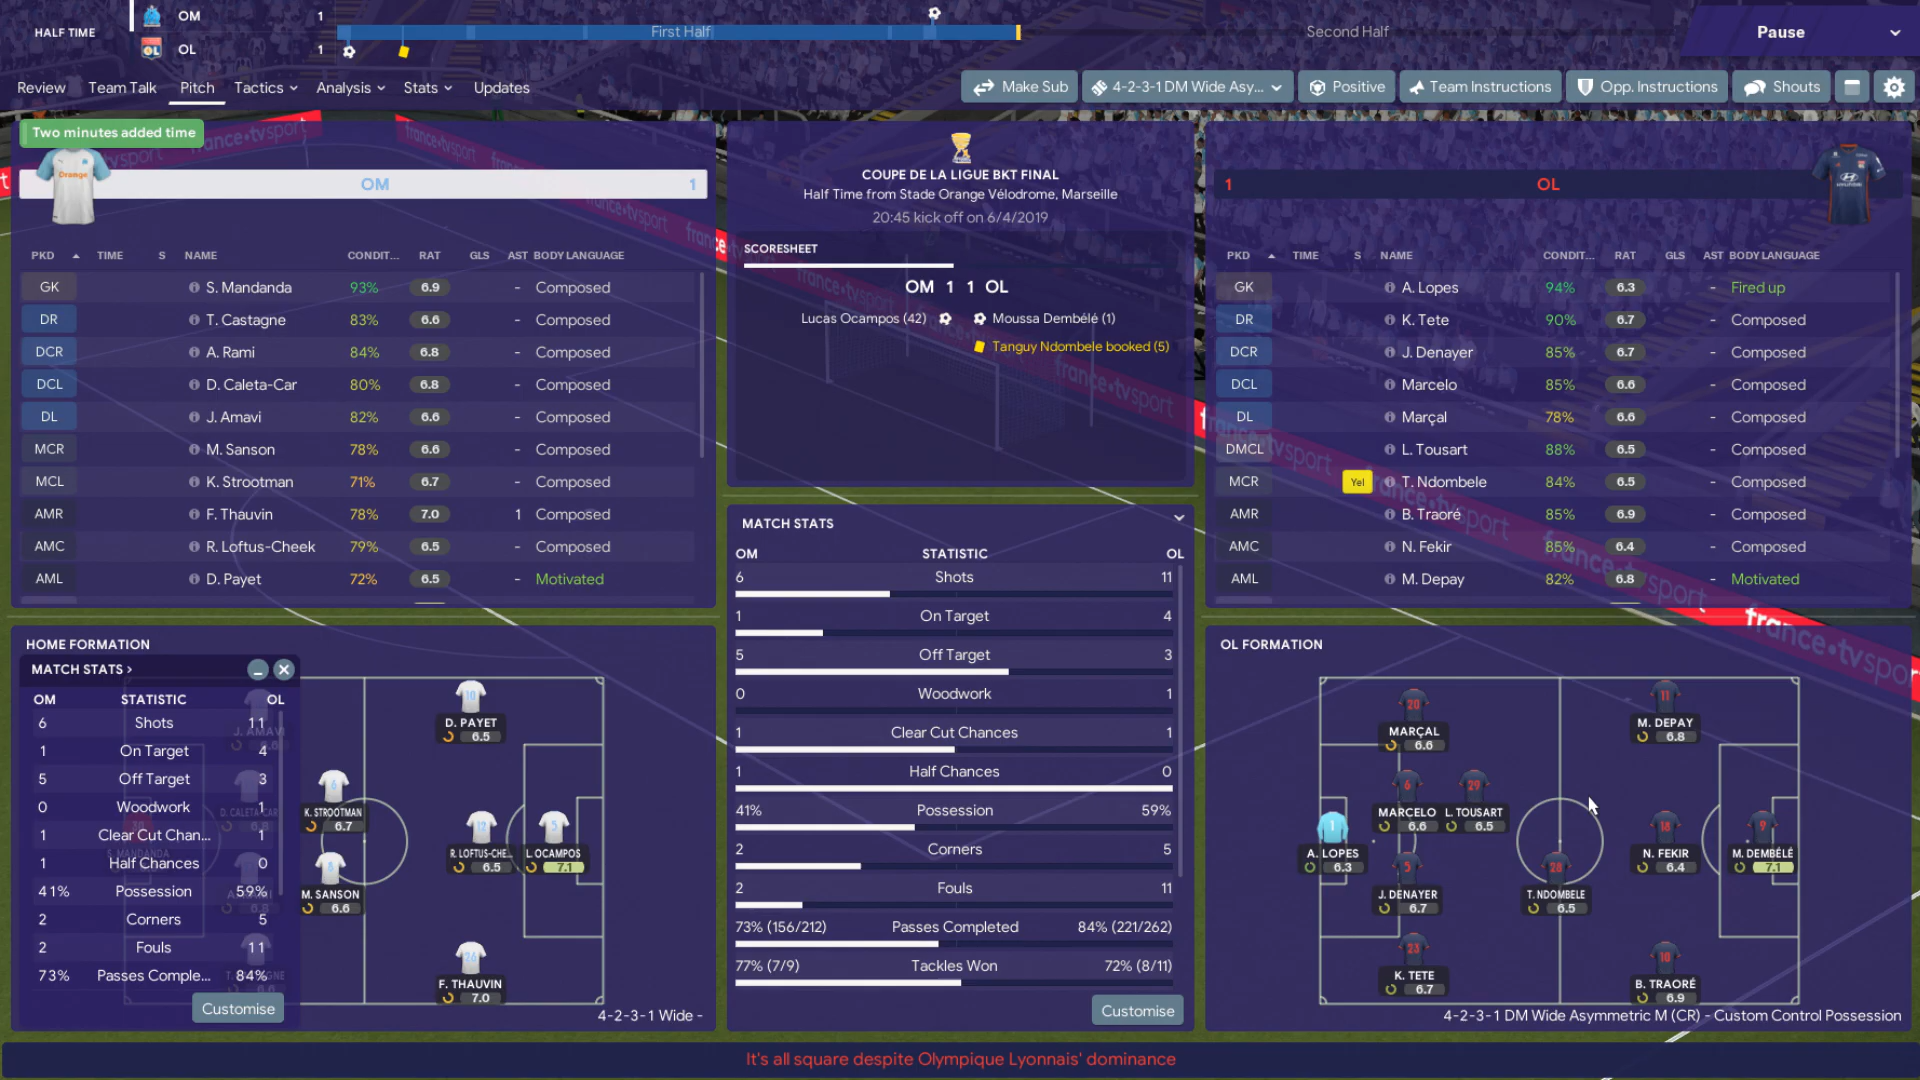 HALF TIME
OM 1
OL 1
First Half
Second Half
Pause
Review Team Talk Pitch Tactics Analysis Stats Updates
Make Sub
4-2-3-1 DM Wide Asy...
Positive
Team Instructions
Opp. Instructions
Shouts
Two minutes added time
OM 1
PKD TIME S NAME CONDIT... RAT GLS AST BODY LANGUAGE
GK S. Mandanda 93% 6.9 - Composed
DR T. Castagne 83% 6.6 - Composed
DCR A. Rami 84% 6.8 - Composed
DCL D. Caleta-Car 80% 6.8 - Composed
DL J. Amavi 82% 6.6 - Composed
MCR M. Sanson 78% 6.6 - Composed
MCL K. Strootman 71% 6.7 - Composed
AMR F. Thauvin 78% 7.0 1 Composed
AMC R. Loftus-Cheek 79% 6.5 - Composed
AML D. Payet 72% 6.5 - Motivated
COUPE DE LA LIGUE BKT FINAL
Half Time from Stade Orange Vélodrome, Marseille
20:45 kick off on 6/4/2019
SCORESHEET
OM 1 1 OL
Lucas Ocampos (42) Moussa Dembélé (1)
Tanguy Ndombele booked (5)
1 OL
PKD TIME S NAME CONDIT... RAT GLS AST BODY LANGUAGE
GK A. Lopes 94% 6.3 - Fired up
DR K. Tete 90% 6.7 - Composed
DCR J. Denayer 85% 6.7 - Composed
DCL Marcelo 85% 6.6 - Composed
DL Marçal 78% 6.6 - Composed
DMCL L. Tousart 88% 6.5 - Composed
MCR Yel T. Ndombele 84% 6.5 - Composed
AMR B. Traoré 85% 6.9 - Composed
AMC N. Fekir 85% 6.4 - Composed
AML M. Depay 82% 6.8 - Motivated
MATCH STATS
OM STATISTIC OL
6 Shots 11
1 On Target 4
5 Off Target 3
0 Woodwork 1
1 Clear Cut Chances 1
1 Half Chances 0
41% Possession 59%
2 Corners 5
2 Fouls 11
73% (156/212) Passes Completed 84% (221/262)
77% (7/9) Tackles Won 72% (8/11)
Customise
HOME FORMATION
MATCH STATS ›
OM STATISTIC OL
6 Shots 11
1 On Target 4
5 Off Target 3
0 Woodwork 1
1 Clear Cut Chan... 1
1 Half Chances 0
41% Possession 59%
2 Corners 5
2 Fouls 11
73% Passes Comple... 84%
Customise
10
D. PAYET
6.5
K. STROOTMAN
6.7
M. SANSON
6.6
12
R. LOFTUS-CHE...
6.5
5
L. OCAMPOS
7.1
26
F. THAUVIN
7.0
4-2-3-1 Wide -
OL FORMATION
20
MARÇAL
6.6
11
M. DEPAY
6.8
6
MARCELO
6.6
29
L. TOUSART
6.5
1
A. LOPES
6.3
18
N. FEKIR
6.4
9
M. DEMBÉLÉ
7.1
5
J. DENAYER
6.7
28
T. NDOMBELE
6.5
23
K. TETE
6.7
10
B. TRAORÉ
6.9
4-2-3-1 DM Wide Asymmetric M (CR) - Custom Control Possession
It's all square despite Olympique Lyonnais' dominance
france•tvsport